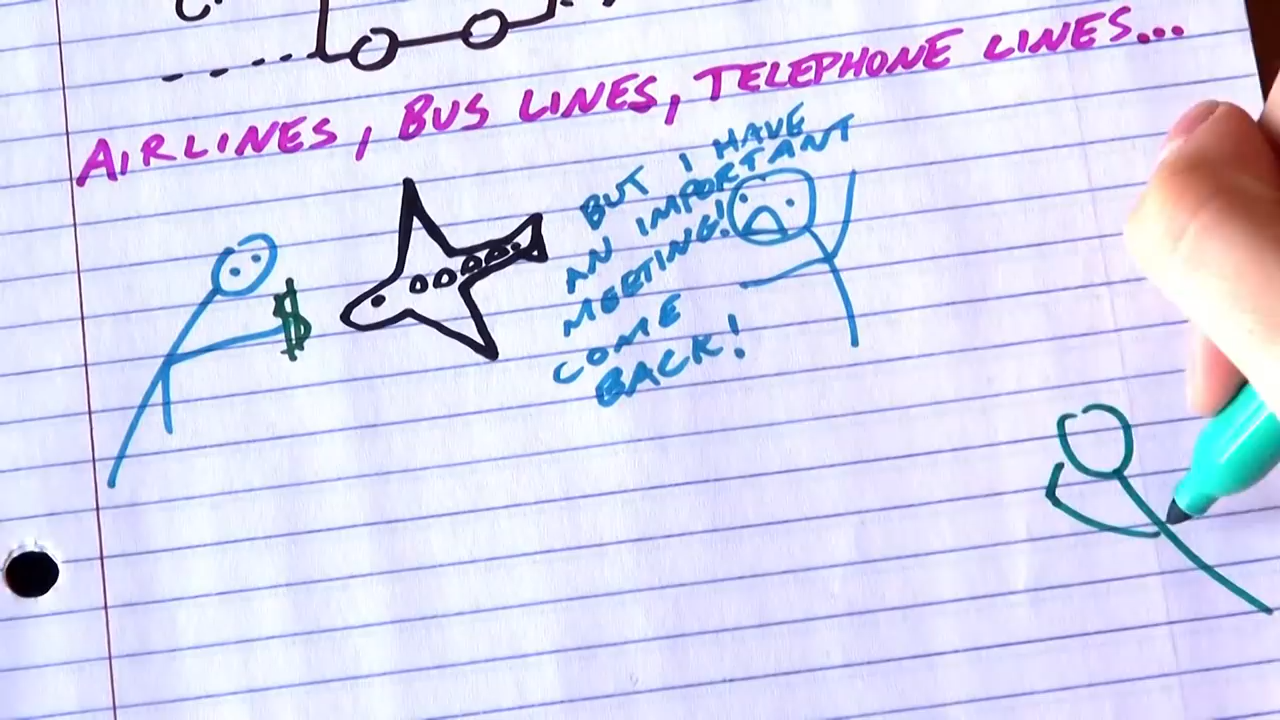 AIRLINES, BUS LINES, TELEPHONE LINES...
BUT I HAVE
AN IMPORTANT
MEETING!
COME
BACK!
$